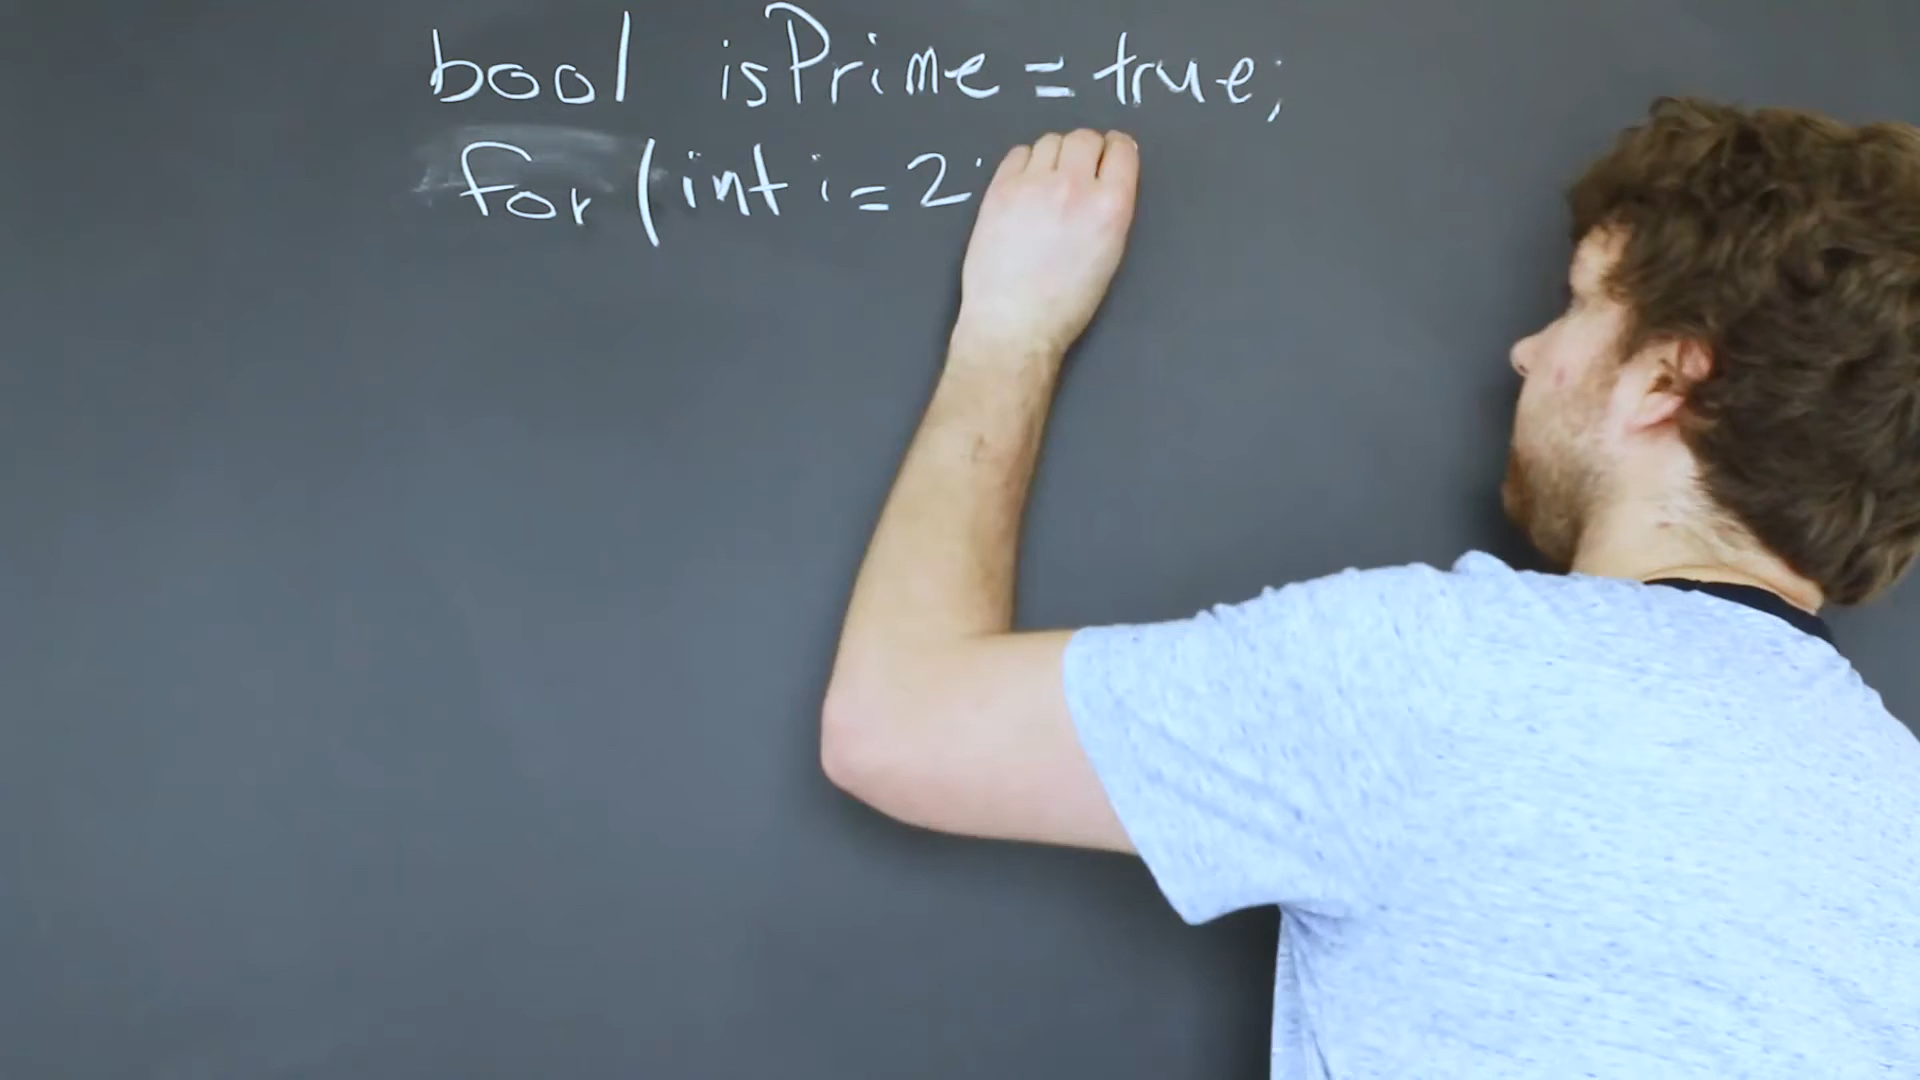 bool isPrime = true;
for (int i = 2;